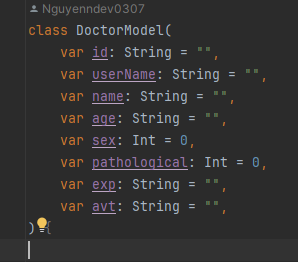 Nguyenndev0307
class DoctorModel(
var id: String = "",
var userName: String = "",
var name: String = "",
var age: String = "",
var sex: Int = 0,
var pathological: Int = 0,
var exp: String = "",
var avt: String = "",
) {